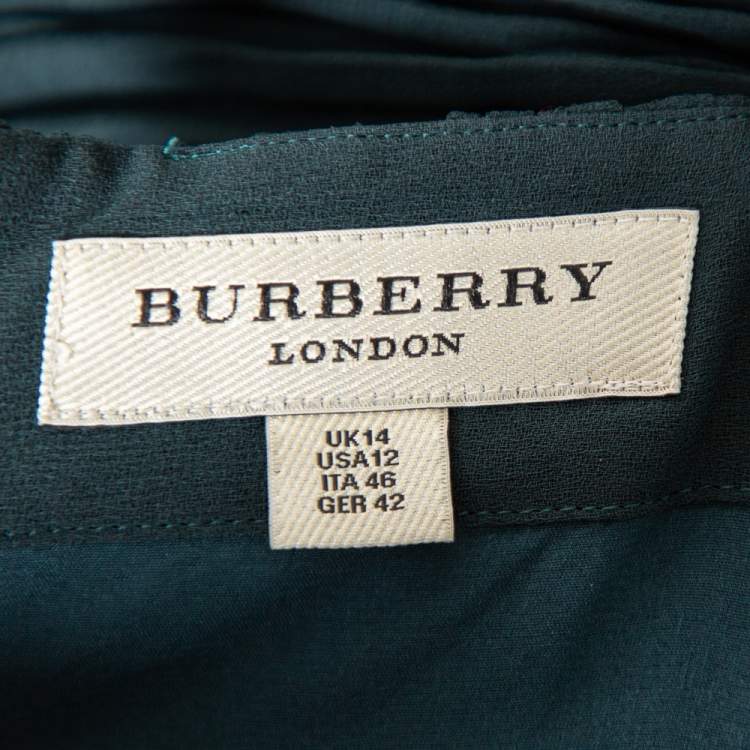 BURBERRY
LONDON
UK14
USA12
ITA 46
GER 42